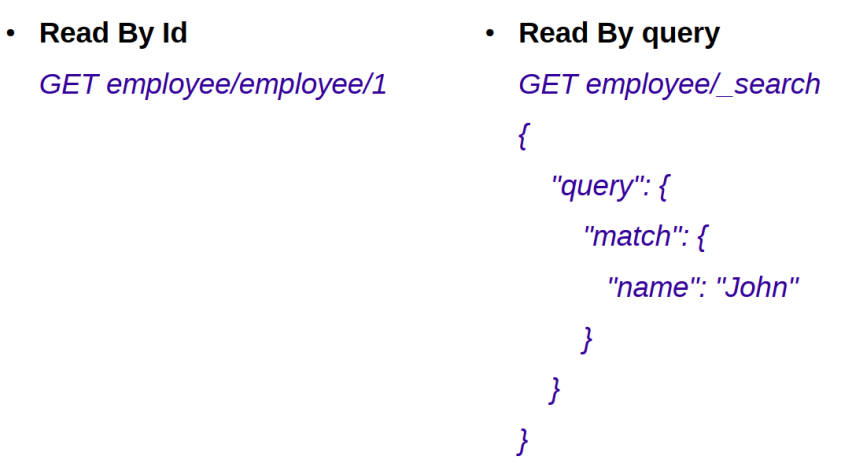 • Read By Id
GET employee/employee/1
• Read By query
GET employee/_search
{
"query": {
"match": {
"name": "John"
}
}
}